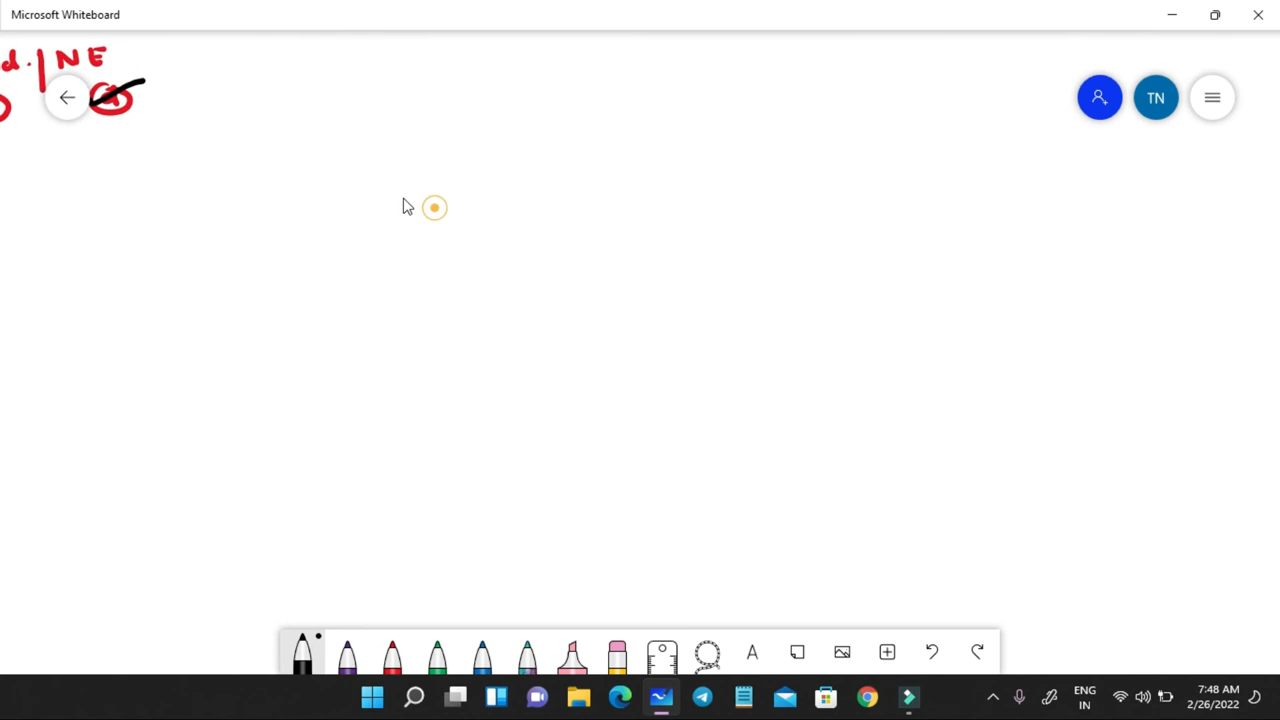 Microsoft Whiteboard
d. | N E
TN
A
ENG
IN
7:48 AM
2/26/2022